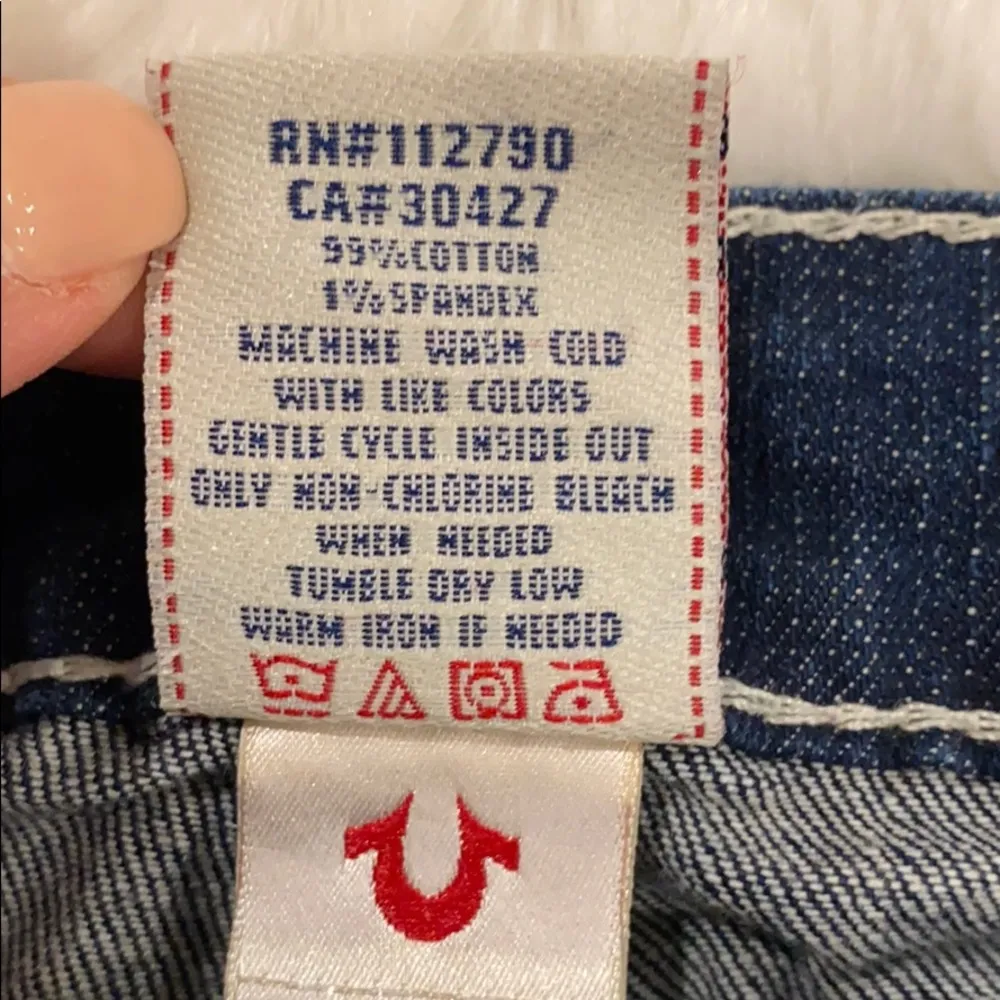 RN#112790
CA#30427
99%COTTON
1%SPANDEX
MACHINE WASH COLD
WITH LIKE COLORS
GENTLE CYCLE INSIDE OUT
ONLY NON-CHLORINE BLEACH
WHEN NEEDED
TUMBLE DRY LOW
WARM IRON IF NEEDED